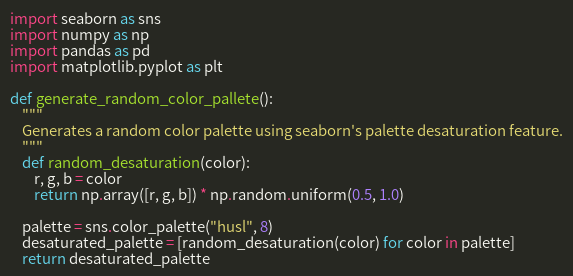 import seaborn as sns
import numpy as np
import pandas as pd
import matplotlib.pyplot as plt

def generate_random_color_pallete():
    """
    Generates a random color palette using seaborn's palette desaturation feature.
    """
    def random_desaturation(color):
        r, g, b = color
        return np.array([r, g, b]) * np.random.uniform(0.5, 1.0)

    palette = sns.color_palette("husl", 8)
    desaturated_palette = [random_desaturation(color) for color in palette]
    return desaturated_palette